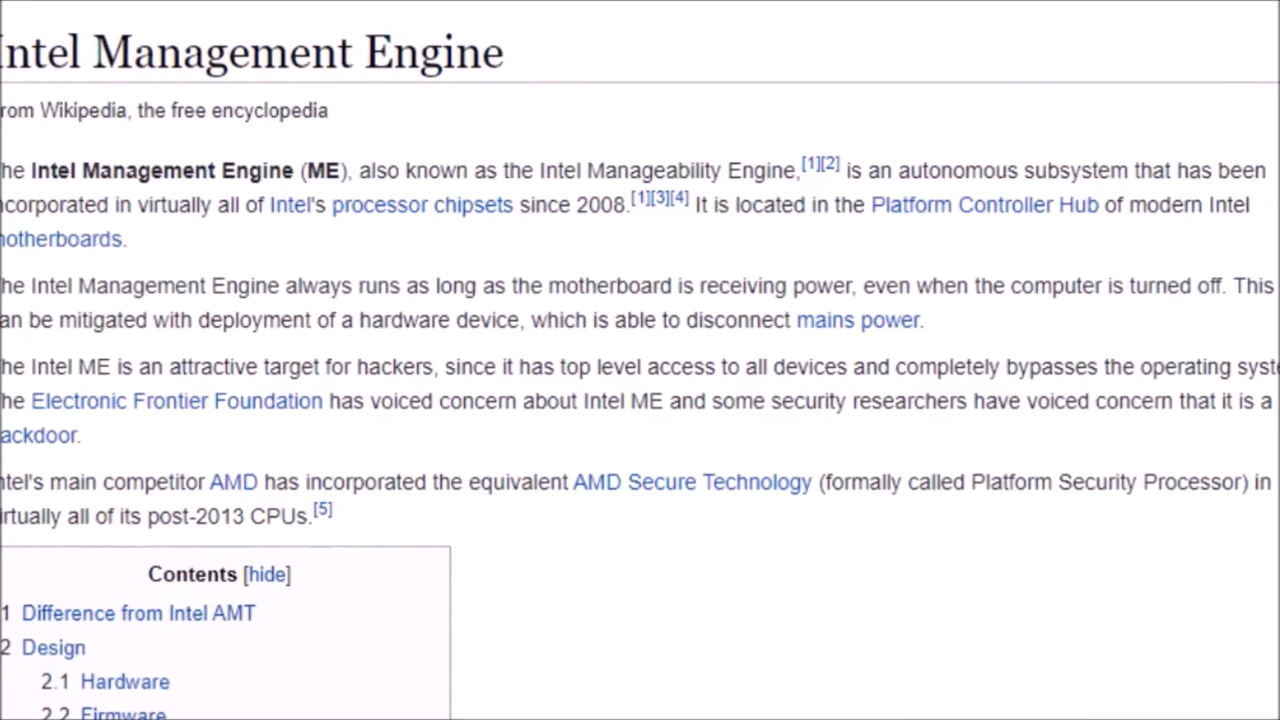 ntel Management Engine
rom Wikipedia, the free encyclopedia
he Intel Management Engine (ME), also known as the Intel Manageability Engine,[1][2] is an autonomous subsystem that has been
corporated in virtually all of Intel's processor chipsets since 2008.[1][3][4] It is located in the Platform Controller Hub of modern Intel
otherboards.
he Intel Management Engine always runs as long as the motherboard is receiving power, even when the computer is turned off. This
an be mitigated with deployment of a hardware device, which is able to disconnect mains power.
he Intel ME is an attractive target for hackers, since it has top level access to all devices and completely bypasses the operating syste
he Electronic Frontier Foundation has voiced concern about Intel ME and some security researchers have voiced concern that it is a
ackdoor.
ntel's main competitor AMD has incorporated the equivalent AMD Secure Technology (formally called Platform Security Processor) in
irtually all of its post-2013 CPUs.[5]
Contents [hide]
1 Difference from Intel AMT
2 Design
2.1 Hardware
2.2 Firmware